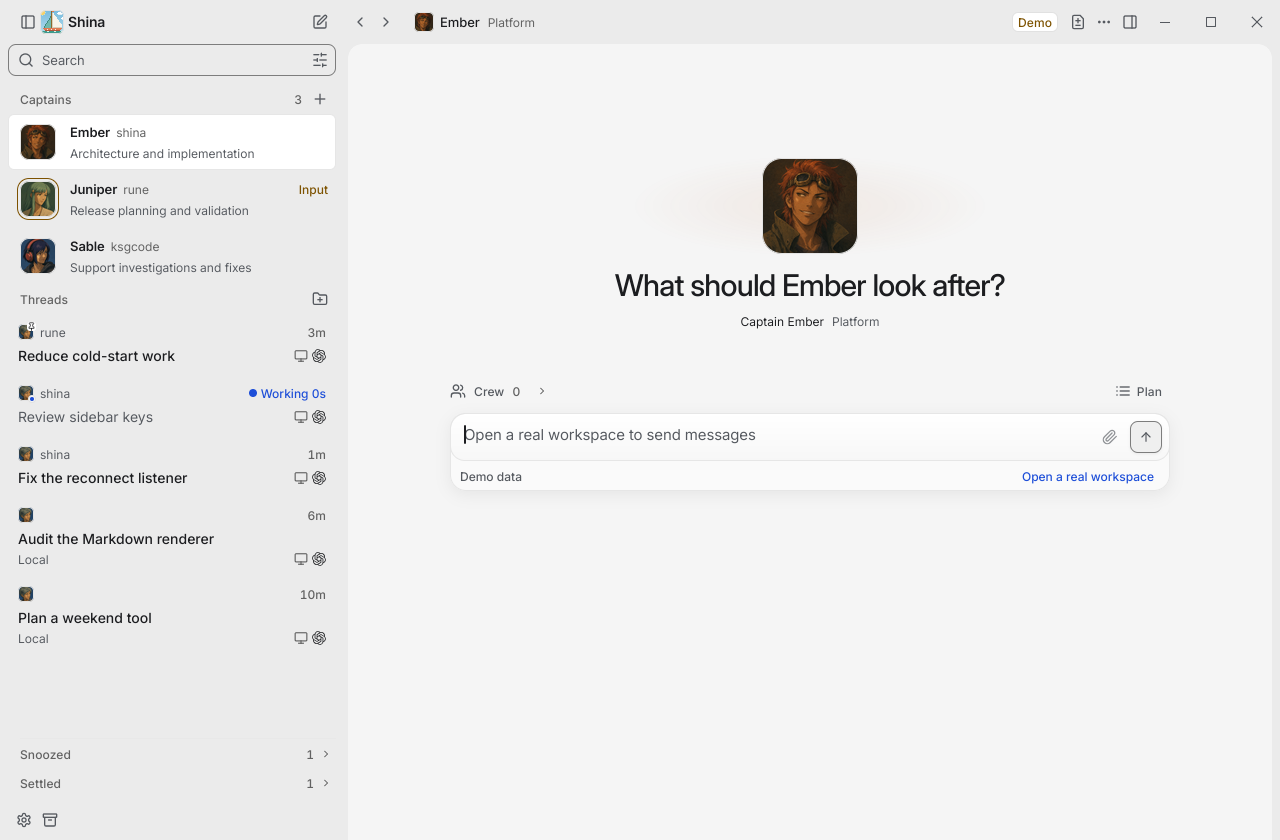 Shina
Ember Platform
Demo
Search
Captains 3
Ember shina
Architecture and implementation
Juniper rune Input
Release planning and validation
Sable ksgcode
Support investigations and fixes
Threads
rune 3m
Reduce cold-start work
shina Working 0s
Review sidebar keys
shina 1m
Fix the reconnect listener
6m
Audit the Markdown renderer
Local
10m
Plan a weekend tool
Local
Snoozed 1
Settled 1
What should Ember look after?
Captain Ember Platform
Crew 0 Plan
Open a real workspace to send messages
Demo data Open a real workspace